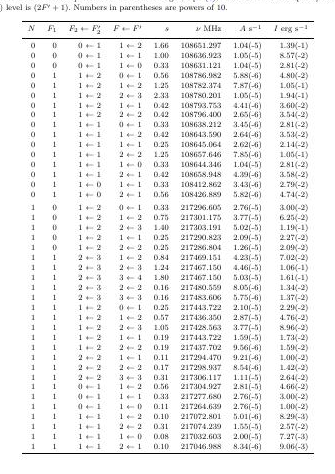 ) level is (2F′ + 1). Numbers in parentheses are powers of 10.
N F₁ F₂ ← F₂′ F ← F′ s ν MHz A s⁻¹ I erg s⁻¹
0 0 0 ← 1 1 ← 2 1.66 108651.297 1.04(-5) 1.39(-1)
0 0 0 ← 1 1 ← 1 1.00 108636.923 1.05(-5) 8.57(-2)
0 0 0 ← 1 1 ← 0 0.33 108631.121 1.04(-5) 2.81(-2)
0 1 1 ← 2 0 ← 1 0.56 108786.982 5.88(-4) 4.80(-2)
0 1 1 ← 2 1 ← 2 1.25 108782.374 7.87(-6) 1.05(-1)
0 1 1 ← 2 2 ← 3 2.33 108780.201 1.05(-5) 1.94(-1)
0 1 1 ← 2 1 ← 1 0.42 108793.753 4.41(-6) 3.60(-2)
0 1 1 ← 2 2 ← 2 0.42 108796.400 2.65(-6) 3.54(-2)
0 1 1 ← 1 0 ← 1 0.33 108638.212 3.45(-6) 2.81(-2)
0 1 1 ← 1 1 ← 2 0.42 108643.590 2.64(-6) 3.53(-2)
0 1 1 ← 1 1 ← 1 0.25 108645.064 2.62(-6) 2.14(-2)
0 1 1 ← 1 2 ← 2 1.25 108657.646 7.85(-6) 1.05(-1)
0 1 1 ← 1 1 ← 0 0.33 108644.346 1.04(-5) 2.81(-2)
0 1 1 ← 1 2 ← 1 0.42 108658.948 4.39(-6) 3.58(-2)
0 1 1 ← 0 1 ← 1 0.33 108412.862 3.43(-6) 2.79(-2)
0 1 1 ← 0 2 ← 1 0.56 108426.889 5.82(-6) 4.74(-2)
1 0 1 ← 2 0 ← 1 0.33 217296.605 2.76(-5) 3.00(-2)
1 0 1 ← 2 1 ← 2 0.75 217301.175 3.77(-5) 6.25(-2)
1 0 1 ← 2 2 ← 3 1.40 217303.191 5.02(-5) 1.19(-1)
1 0 1 ← 2 1 ← 1 0.25 217290.823 2.09(-5) 2.27(-2)
1 0 1 ← 2 2 ← 2 0.25 217286.804 1.26(-5) 2.09(-2)
1 1 2 ← 3 1 ← 2 0.84 217469.151 4.23(-5) 7.02(-2)
1 1 2 ← 3 2 ← 3 1.24 217467.150 4.46(-5) 1.06(-1)
1 1 2 ← 3 3 ← 4 1.80 217467.150 5.03(-5) 1.61(-1)
1 1 2 ← 3 2 ← 2 0.16 217480.559 8.05(-6) 1.34(-2)
1 1 2 ← 3 3 ← 3 0.16 217483.606 5.75(-6) 1.37(-2)
1 1 1 ← 2 0 ← 1 0.25 217443.722 2.10(-5) 2.29(-2)
1 1 1 ← 2 1 ← 2 0.57 217436.350 2.87(-5) 4.76(-2)
1 1 1 ← 2 2 ← 3 1.05 217428.563 3.77(-5) 8.96(-2)
1 1 1 ← 2 1 ← 1 0.19 217443.722 1.59(-5) 1.73(-2)
1 1 1 ← 2 2 ← 2 0.19 217437.702 9.56(-6) 1.59(-2)
1 1 2 ← 2 1 ← 1 0.11 217294.470 9.21(-6) 1.00(-2)
1 1 2 ← 2 2 ← 2 0.17 217298.937 8.54(-6) 1.42(-2)
1 1 2 ← 2 3 ← 3 0.31 217306.117 1.11(-5) 2.64(-2)
1 1 0 ← 1 1 ← 2 0.56 217304.927 2.81(-5) 4.66(-2)
1 1 0 ← 1 1 ← 1 0.33 217277.680 2.76(-5) 3.00(-2)
1 1 0 ← 1 1 ← 0 0.11 217264.639 2.76(-5) 1.00(-2)
1 1 1 ← 1 1 ← 2 0.10 217072.801 5.01(-6) 8.29(-3)
1 1 1 ← 1 2 ← 2 0.31 217074.239 1.55(-5) 2.57(-2)
1 1 1 ← 1 1 ← 0 0.08 217032.603 2.00(-5) 7.27(-3)
1 1 1 ← 1 2 ← 1 0.10 217046.988 8.34(-6) 9.06(-3)